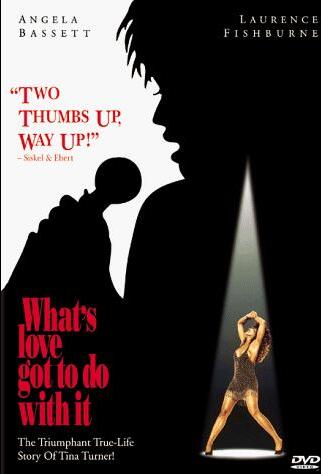 ANGELA
BASSETT
LAURENCE
FISHBURNE
“TWO
THUMBS UP,
WAY UP!”
– Siskel & Ebert
What's
love
got to do
with it
The Triumphant True-Life
Story Of Tina Turner!
DVD
VIDEO